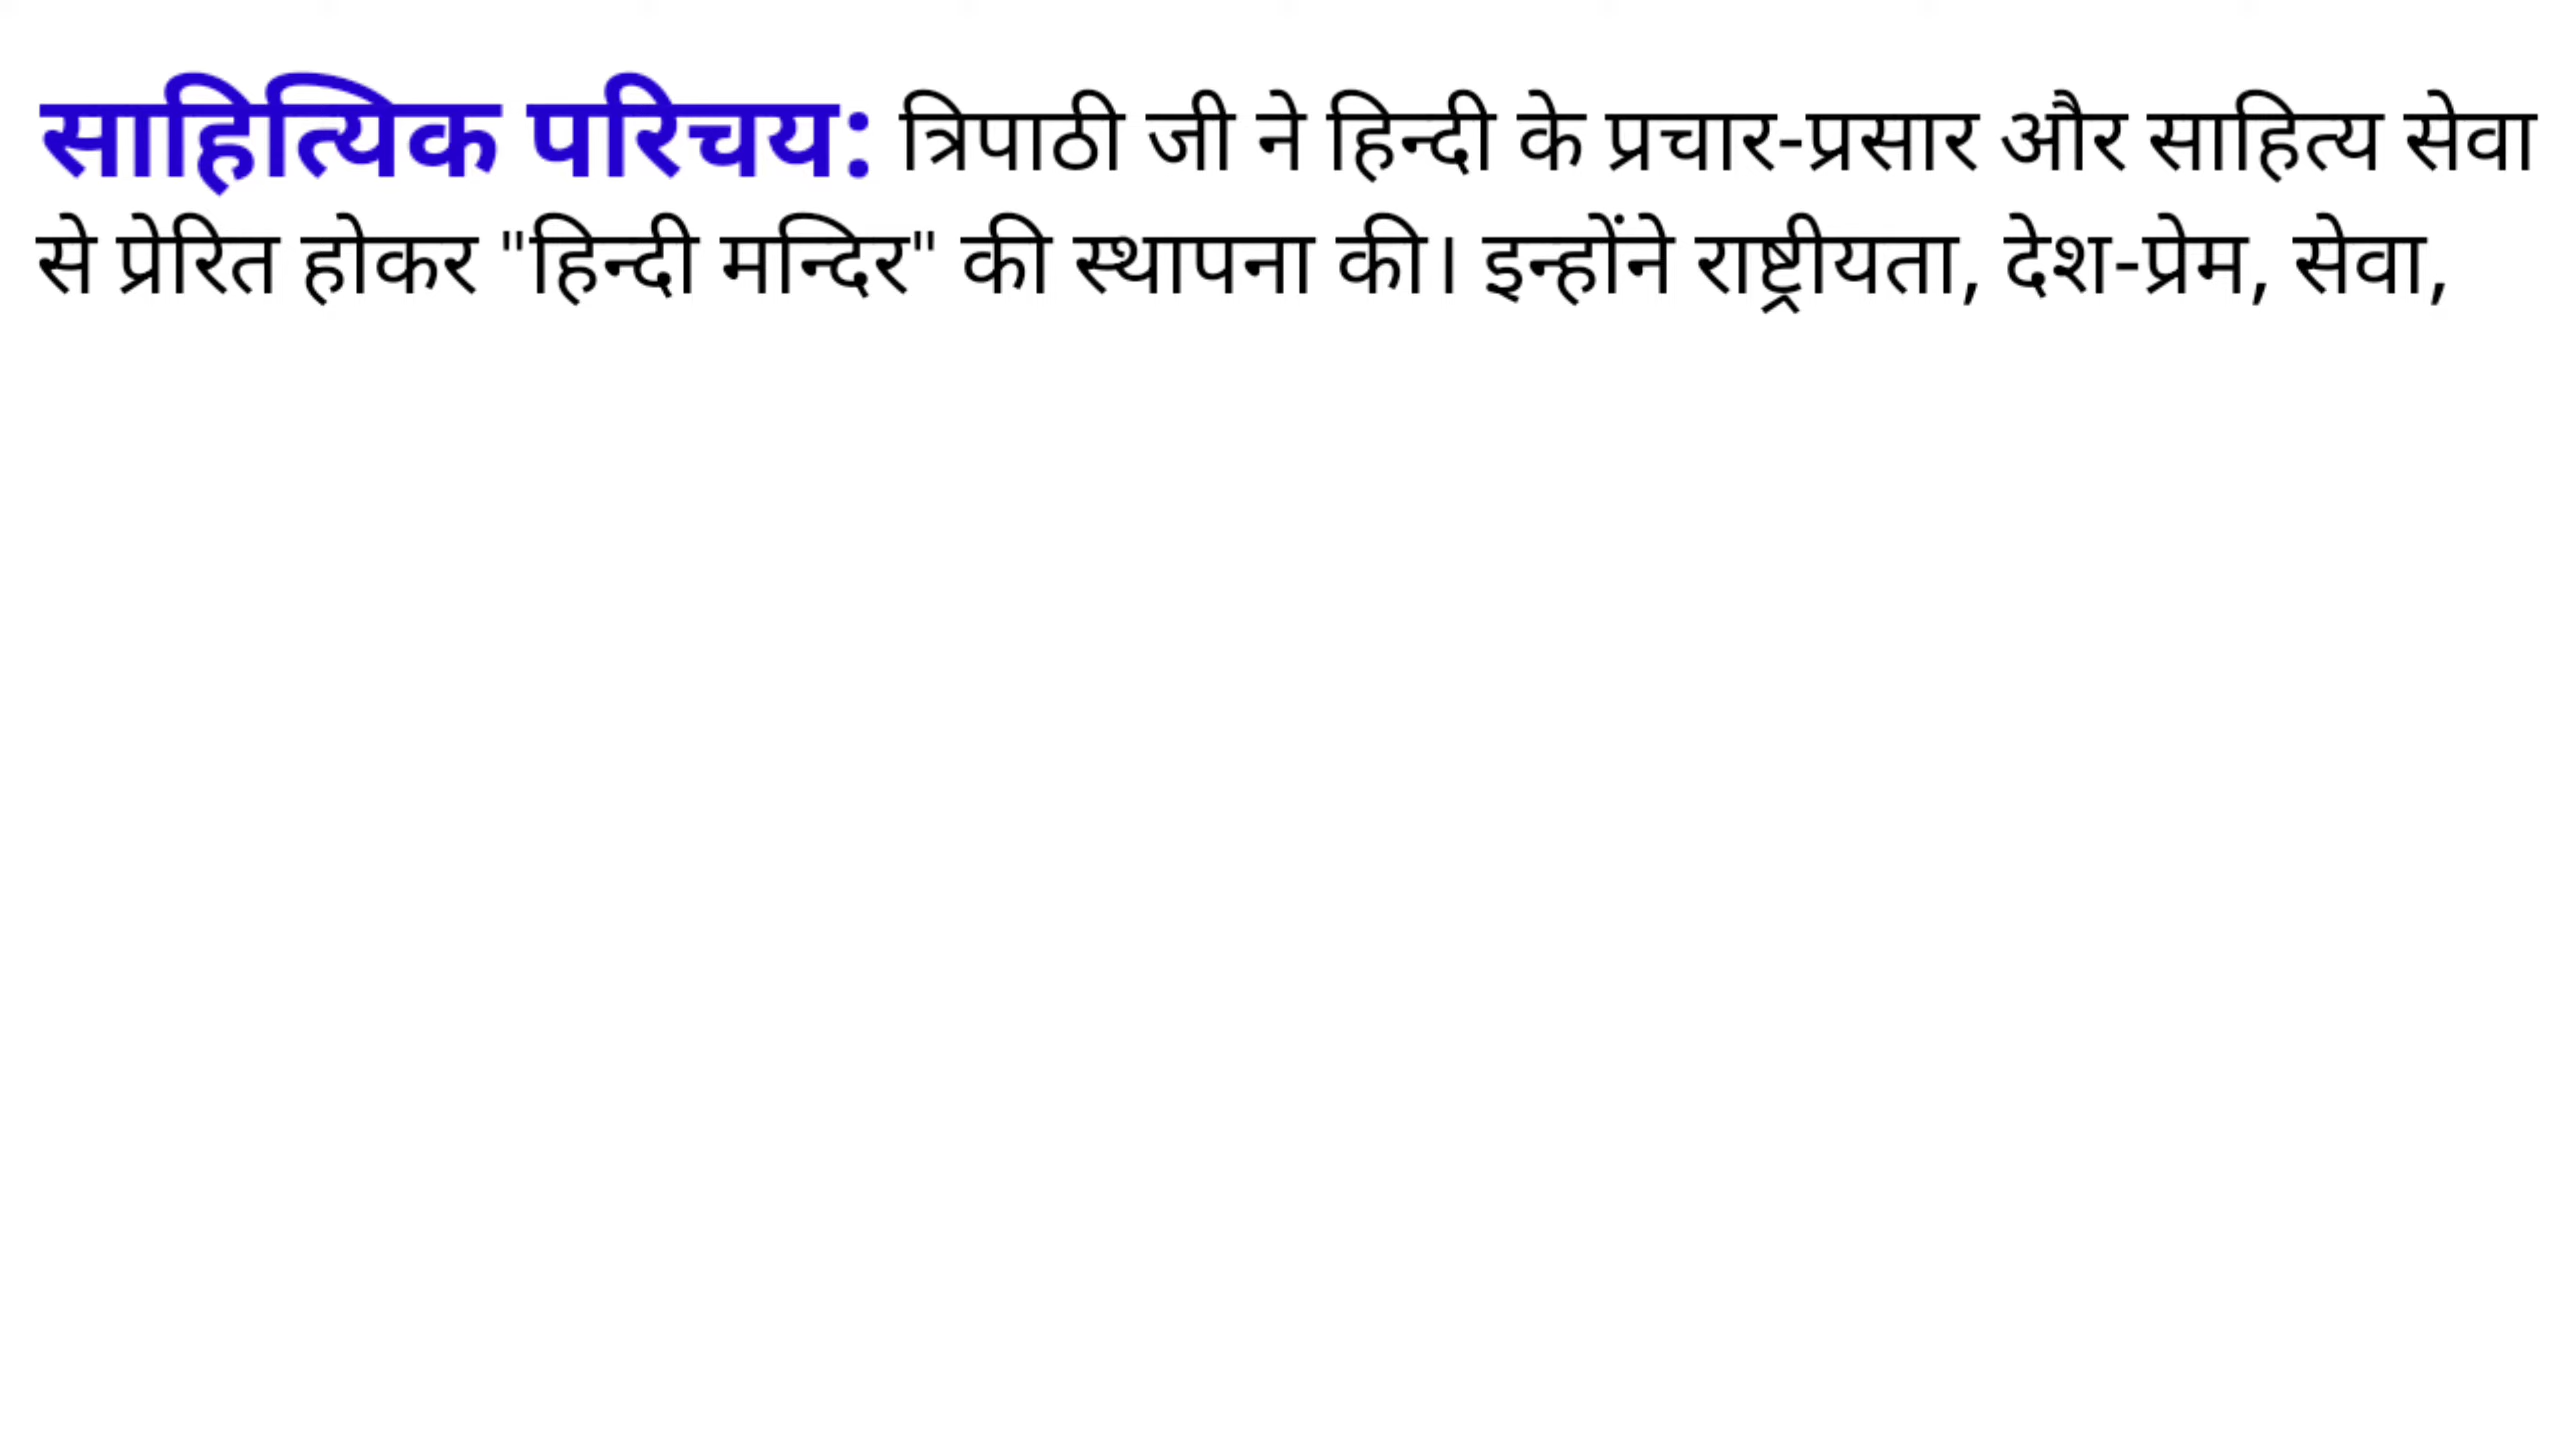 साहित्यिक परिचय: त्रिपाठी जी ने हिन्दी के प्रचार-प्रसार और साहित्य सेवा
से प्रेरित होकर "हिन्दी मन्दिर" की स्थापना की। इन्होंने राष्ट्रीयता, देश-प्रेम, सेवा,